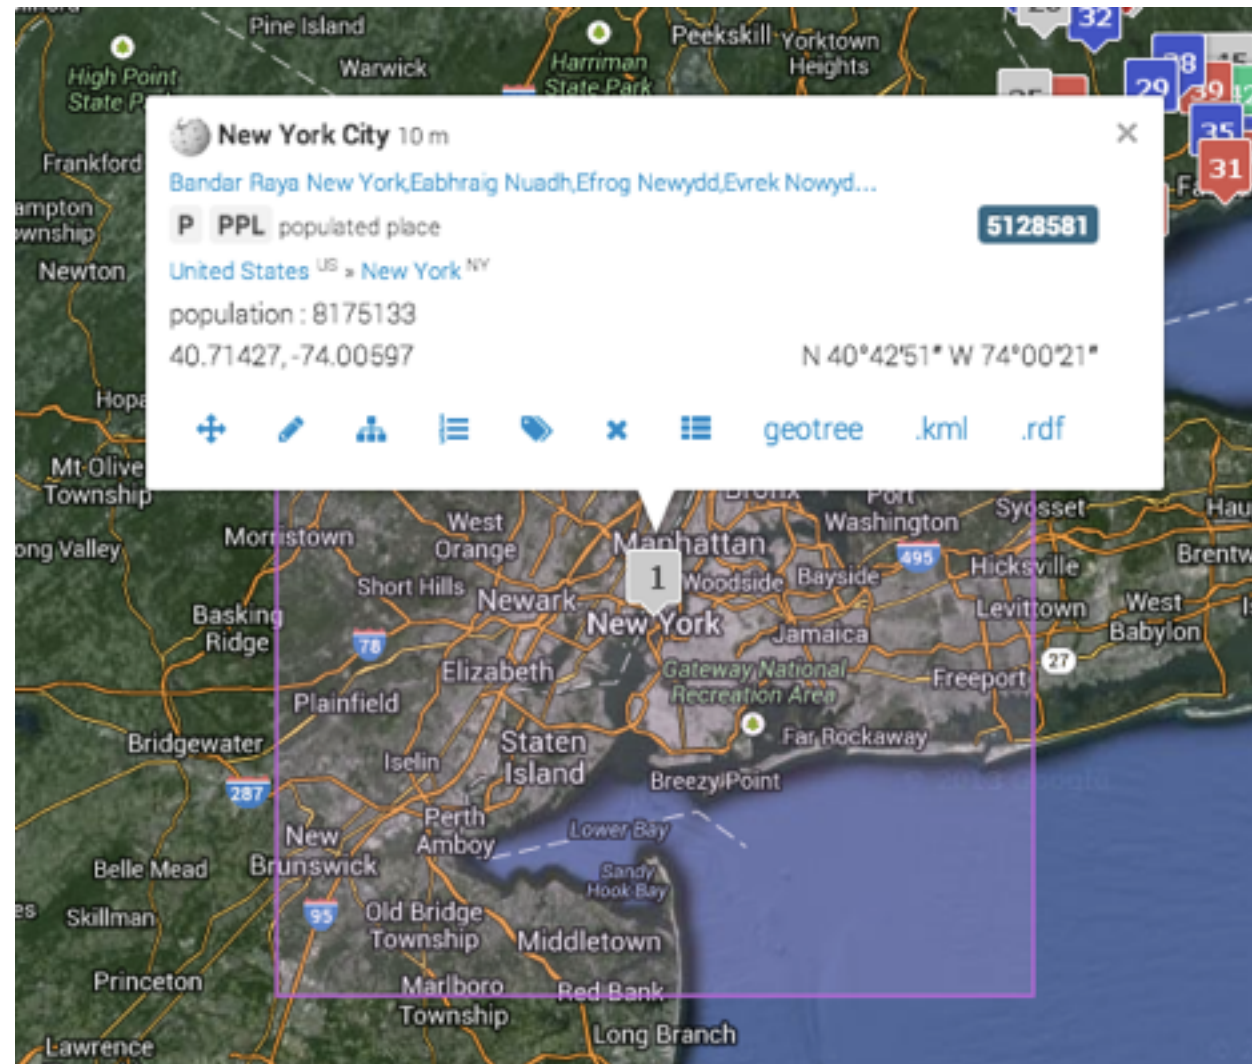 Pine Island
Peekskill
Yorktown
Heights
32
High Point
State
Warwick
Harriman
State Park
38
29
39
42
35
31
Frankford
New York City 10 m
Bandar Raya New York,Eabhraig Nuadh,Efrog Newydd,Evrek Nowyd...
P PPL populated place 5128581
Newton
United States US » New York NY
population : 8175133
40.71427, -74.00597 N 40°42'51" W 74°00'21"
geotree .kml .rdf
Mt Olive
Township
Bronx
Port
Washington
Syosset
Morristown
West
Orange
Manhattan
495
Hicksville
1
Short Hills
Newark
Woodside
Bayside
Basking
Ridge
78
New York
Jamaica
Levittown
West
Babylon
Elizabeth
Gateway National
Recreation Area
Freeport
27
Plainfield
Bridgewater
Staten
Island
Far Rockaway
Iselin
Breezy Point
287
New
Brunswick
Perth
Amboy
Lower Bay
Belle Mead
Sandy
Hook Bay
Skillman
95
Old Bridge
Township
Middletown
Princeton
Marlboro
Township
Red Bank
Long Branch
Lawrence